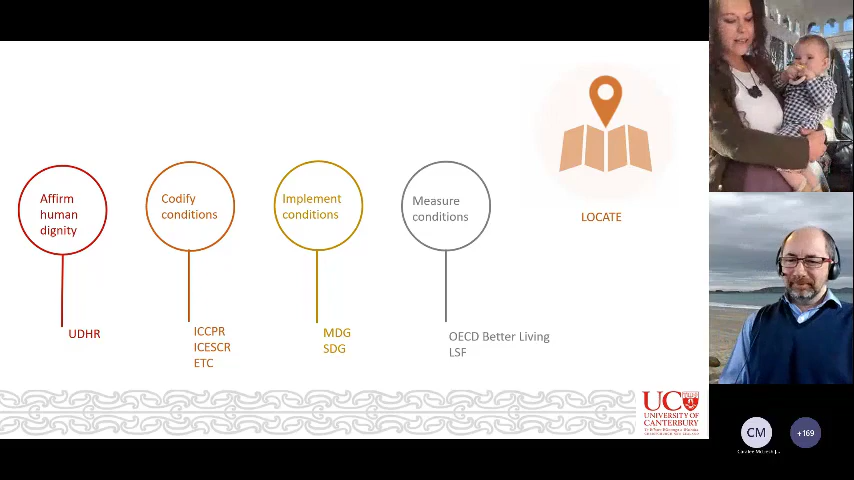 Affirm
human
dignity
Codify
conditions
Implement
conditions
Measure
conditions
LOCATE
UDHR
ICCPR
ICESCR
ETC
MDG
SDG
OECD Better Living
LSF
UC
UNIVERSITY OF
CANTERBURY
CM
+169